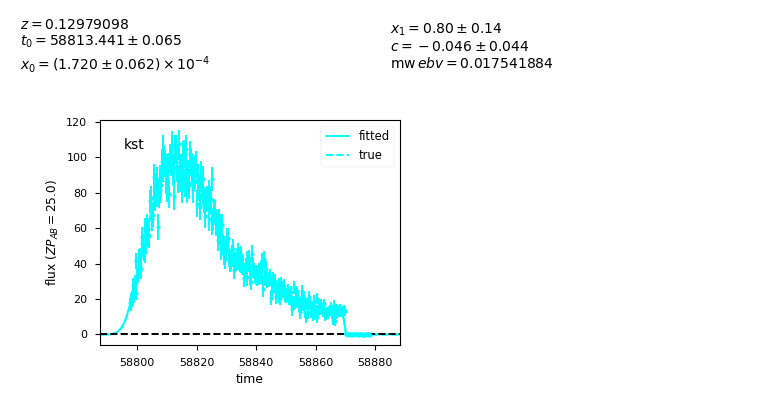 z = 0.12979098
t₀ = 58813.441 ± 0.065
x₀ = (1.720 ± 0.062) × 10⁻⁴
x₁ = 0.80 ± 0.14
c = −0.046 ± 0.044
mw ebv = 0.017541884
kst
fitted
true
120
100
80
60
40
20
0
flux (ZP_AB = 25.0)
58800 58820 58840 58860 58880
time